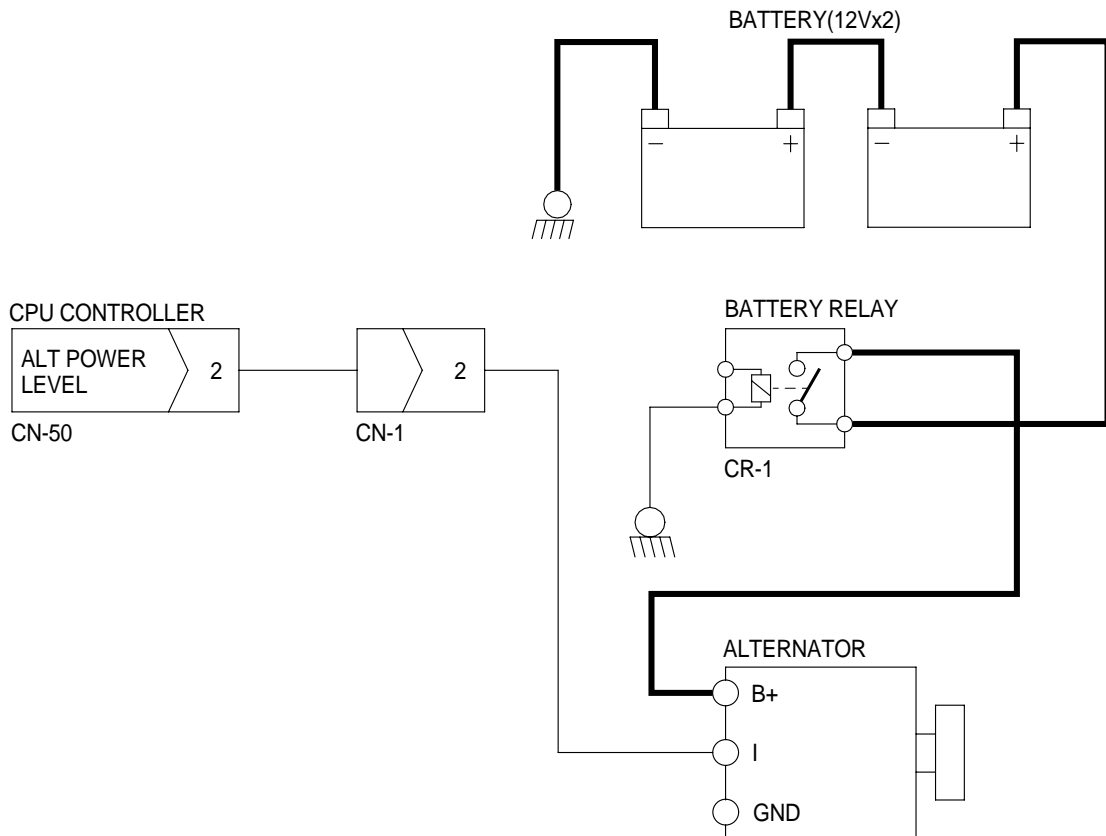 BATTERY(12Vx2)
− + − +
CPU CONTROLLER
ALT POWER
LEVEL
2
2
CN-50
CN-1
BATTERY RELAY
CR-1
ALTERNATOR
B+
I
GND